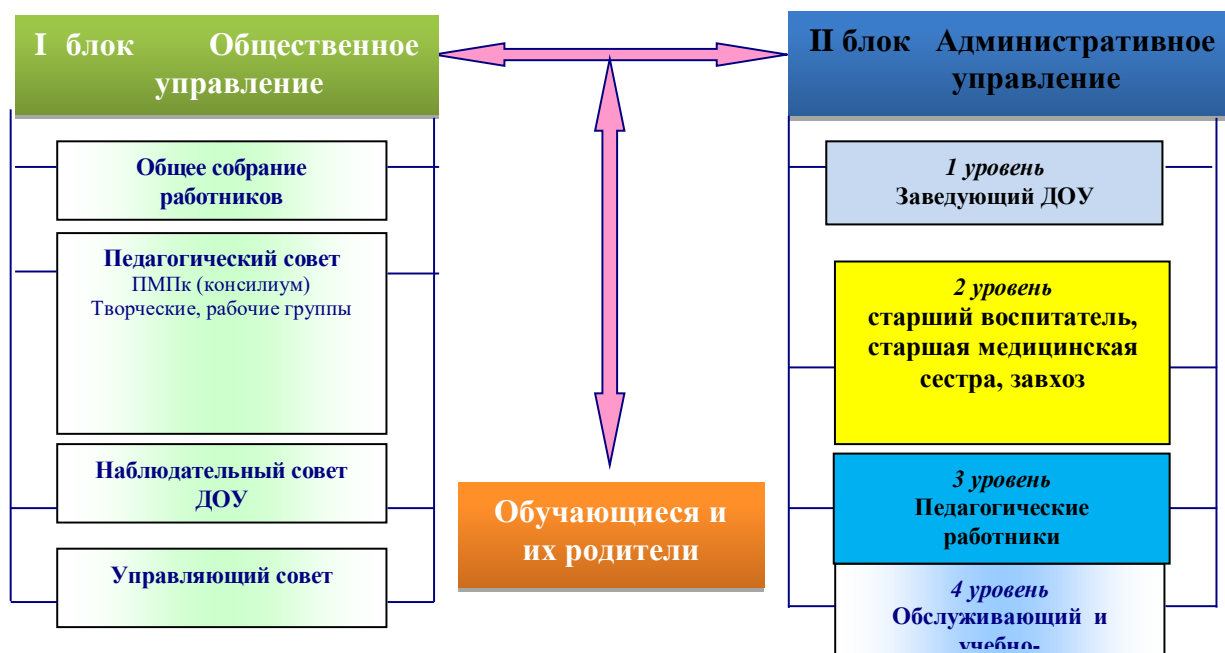 I блок Общественное
управление
Общее собрание
работников
Педагогический совет
ПМПк (консилиум)
Творческие, рабочие группы
Наблюдательный совет
ДОУ
Управляющий совет
Обучающиеся и
их родители
II блок Административное
управление
1 уровень
Заведующий ДОУ
2 уровень
старший воспитатель,
старшая медицинская
сестра, завхоз
3 уровень
Педагогические
работники
4 уровень
Обслуживающий и
учебно-